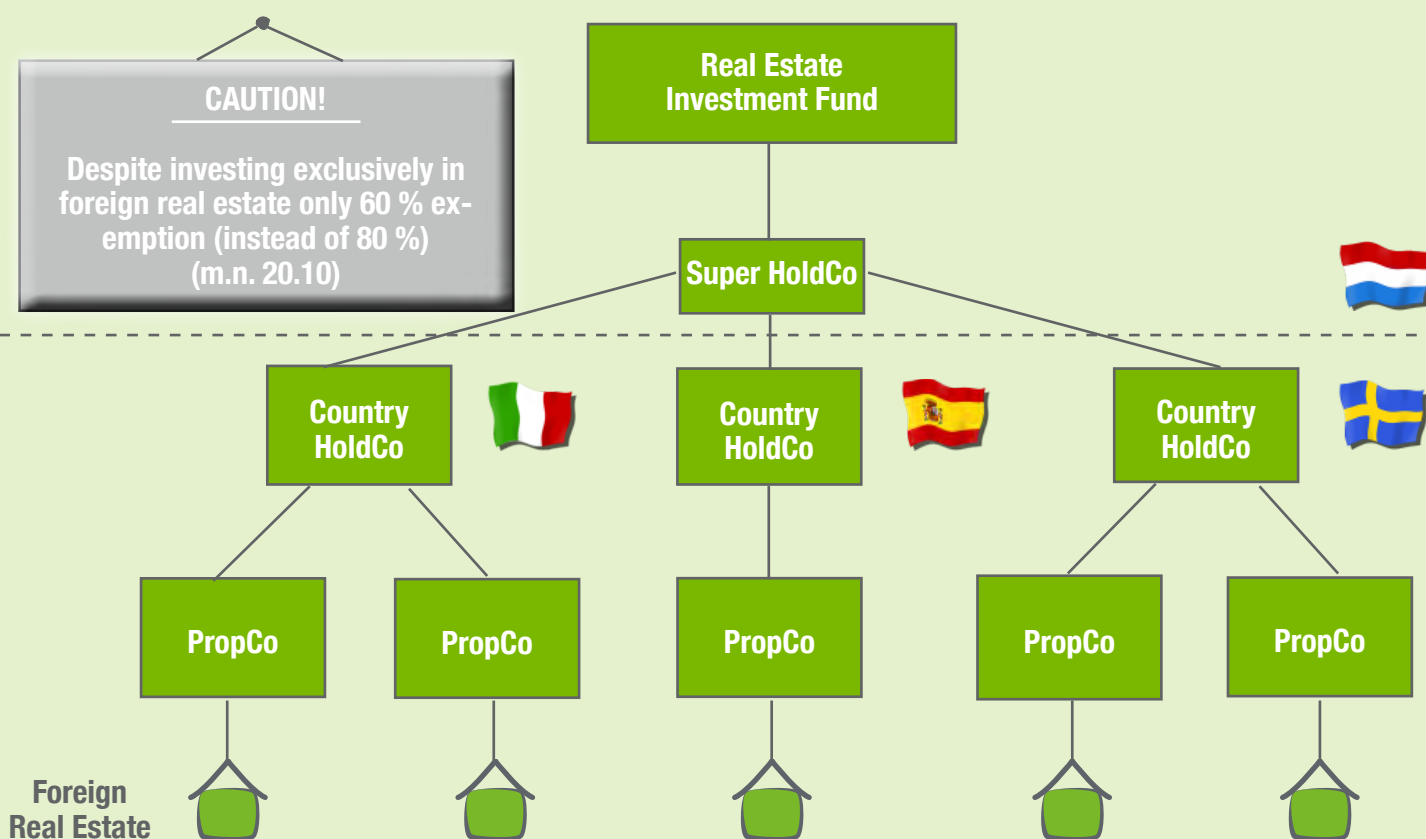 CAUTION!
Despite investing exclusively in
foreign real estate only 60 % ex-
emption (instead of 80 %)
(m.n. 20.10)
Real Estate
Investment Fund
Super HoldCo
Country
HoldCo
Country
HoldCo
Country
HoldCo
PropCo
PropCo
PropCo
PropCo
PropCo
Foreign
Real Estate